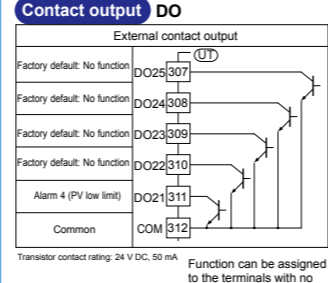 Contact output DO
External contact output
UT
Factory default: No function DO25 307
Factory default: No function DO24 308
Factory default: No function DO23 309
Factory default: No function DO22 310
Alarm 4 (PV low limit) DO21 311
Common COM 312
Transistor contact rating: 24 V DC, 50 mA
Function can be assigned
to the terminals with no